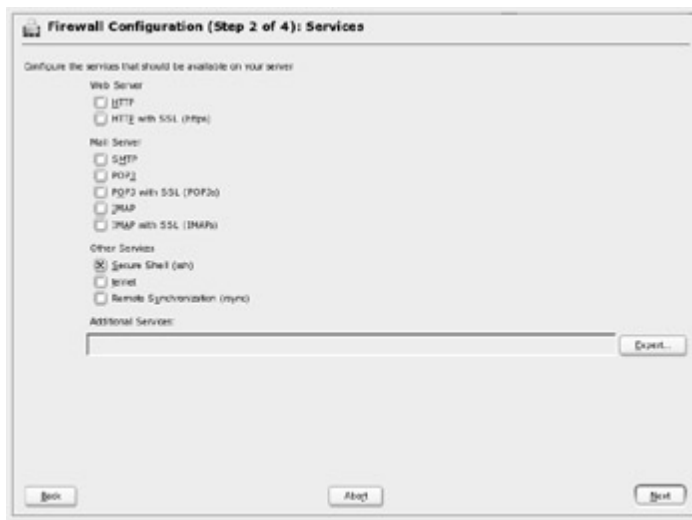 Firewall Configuration (Step 2 of 4): Services
Configure the services that should be available on your server
Web Server
HTTP
HTTP with SSL (https)
Mail Server
SMTP
POP3
POP3 with SSL (POP3s)
IMAP
IMAP with SSL (IMAPs)
Other Services
Secure Shell (ssh)
Telnet
Remote Synchronization (rsync)
Additional Services:
Expert...
Back
Abort
Next